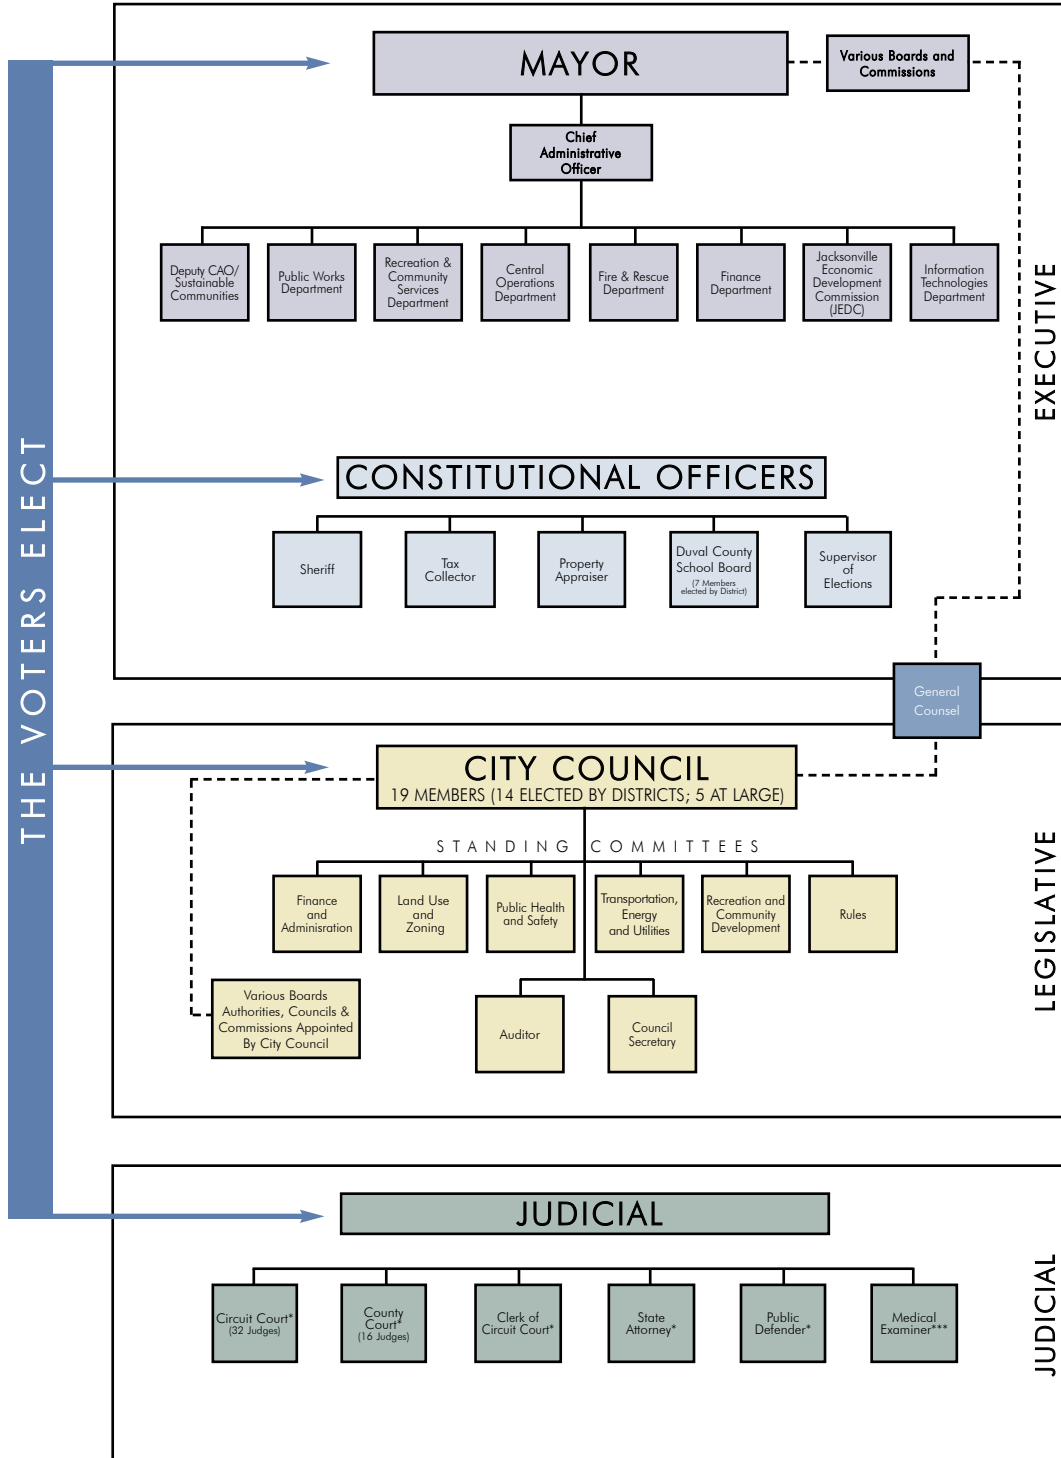 THE VOTERS ELECT
EXECUTIVE
MAYOR
Various Boards and
Commissions
Chief
Administrative
Officer
Deputy CAO/
Sustainable
Communities
Public Works
Department
Recreation &
Community
Services
Department
Central
Operations
Department
Fire & Rescue
Department
Finance
Department
Jacksonville
Economic
Development
Commission
(JEDC)
Information
Technologies
Department
CONSTITUTIONAL OFFICERS
Sheriff
Tax
Collector
Property
Appraiser
Duval County
School Board
(7 Members
elected by District)
Supervisor
of
Elections
General
Counsel
LEGISLATIVE
CITY COUNCIL
19 MEMBERS (14 ELECTED BY DISTRICTS; 5 AT LARGE)
STANDING COMMITTEES
Finance
and
Adminisration
Land Use
and
Zoning
Public Health
and Safety
Transportation,
Energy
and Utilities
Recreation and
Community
Development
Rules
Various Boards
Authorities, Councils &
Commissions Appointed
By City Council
Auditor
Council
Secretary
JUDICIAL
JUDICIAL
Circuit Court*
(32 Judges)
County
Court*
(16 Judges)
Clerk of
Circuit Court*
State
Attorney*
Public
Defender*
Medical
Examiner***